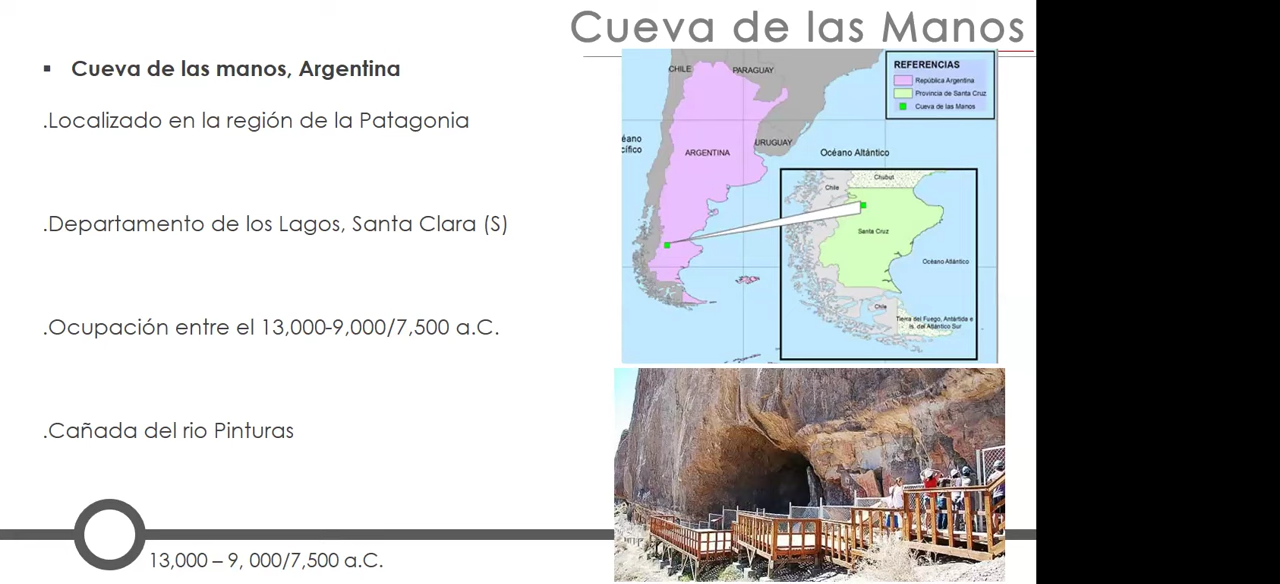 Cueva de las Manos
▪ Cueva de las manos, Argentina
.Localizado en la región de la Patagonia
.Departamento de los Lagos, Santa Clara (S)
.Ocupación entre el 13,000-9,000/7,500 a.C.
.Cañada del rio Pinturas
13,000 – 9, 000/7,500 a.C.
CHILE
PARAGUAY
REFERENCIAS
República Argentina
Provincia de Santa Cruz
Cueva de las Manos
éano
cífico
ARGENTINA
URUGUAY
Océano Altántico
Chubut
Chile
Santa Cruz
Océano Atlántico
Chile
Tierra del Fuego, Antártida e
Is. del Atlántico Sur